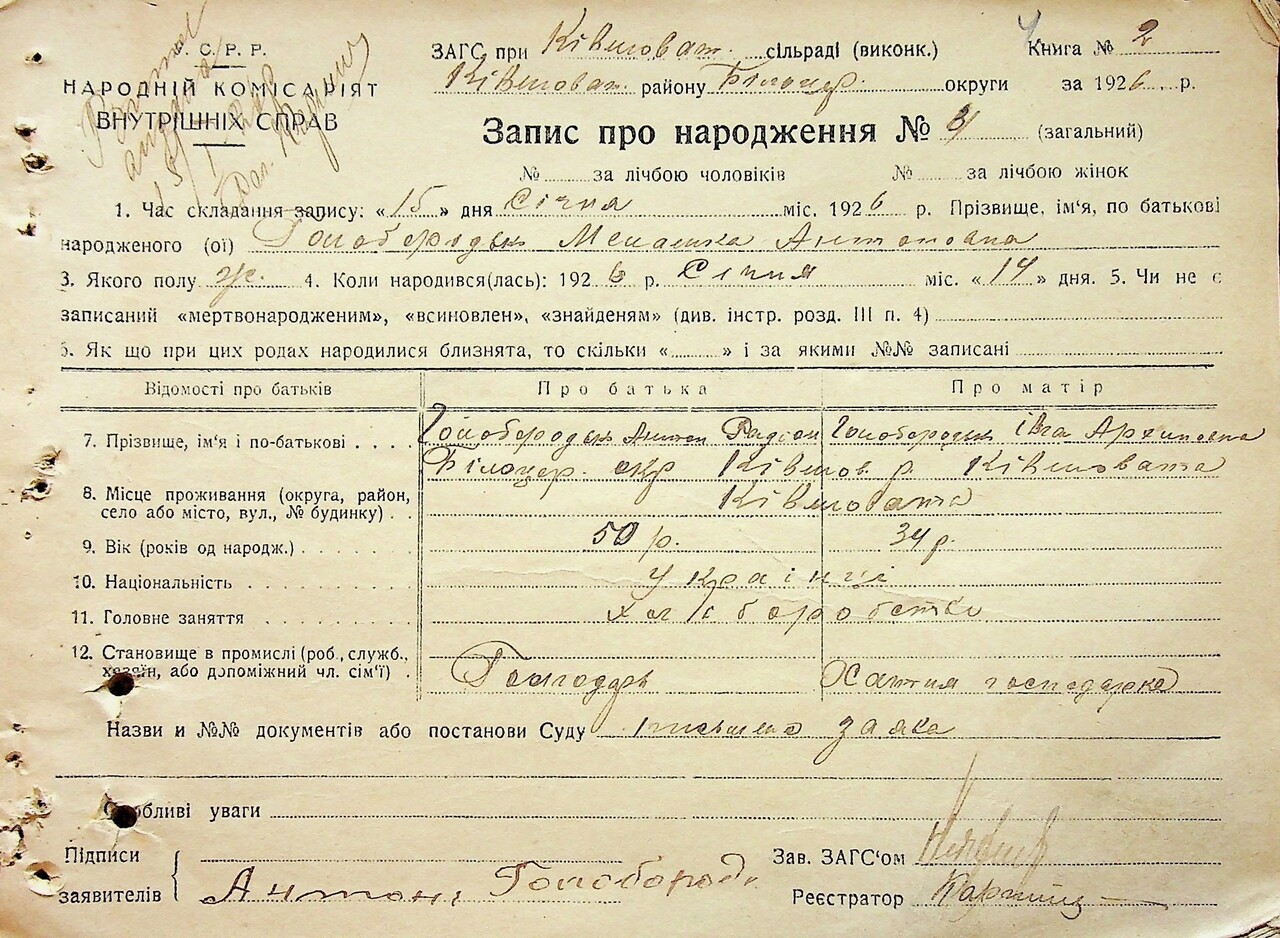 С. Р. Р.
НАРОДНІЙ КОМІСАРІЯТ
ВНУТРІШНІХ СПРАВ
ЗАГС при Ківшоват. сільраді (виконк.) Книга № 2
Ківшоват. району Білоцер. округи за 1926 р.
Запис про народження № 3 (загальний)
№ за лічбою чоловіків № за лічбою жінок
1. Час складання запису: «15» дня Січня міс. 1926 р. Прізвище, ім'я, по батькові
народженого (ої) Голобородько Меланка Антоновна
3. Якого полу ж. 4. Коли народився(лась): 1926 р. Січня міс. «14» дня. 5. Чи не є
записаний «мертвонародженим», «всиновлен», «знайденям» (див. інстр. розд. III п. 4)
6. Як що при цих родах народилися близнята, то скільки « » і за якими №№ записані
Відомості про батьків Про батька Про матір
7. Прізвище, ім'я і по-батькові Голобородько Антон Радіон Голобородько Івга Архиповна
Білоцер. окр Ківшов. р. Ківшовата
8. Місце проживання (округа, район,
село або місто, вул., № будинку) Ківшовата
9. Вік (років од народж.) 50 р. 34 р.
10. Національність Українці
11. Головне заняття хліборобство
12. Становище в промислі (роб., служб.,
хазяїн, або допоміжний чл. сім'ї) Господарь Хатня господарка
Назви и №№ документів або постанови Суду письмено заява
Особливі уваги
Підписи
заявителів Антон Голобородь
Зав. ЗАГС'ом
Реєстратор